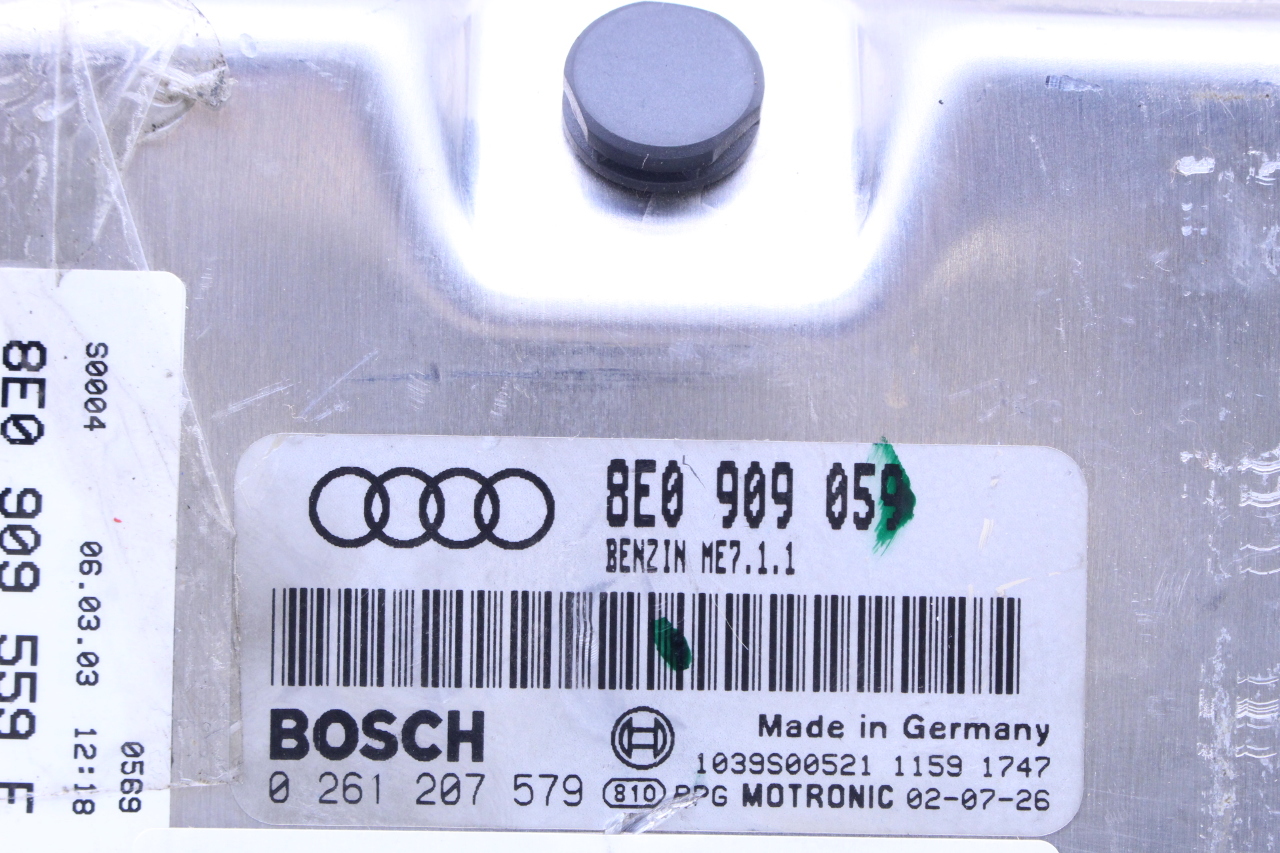 8E0 909 559 F
S0004 06.03.03 12:18 0569
8E0 909 059
BENZIN ME7.1.1
BOSCH
Made in Germany
1039S00521 1159 1747
0 261 207 579 810 MOTRONIC 02-07-26